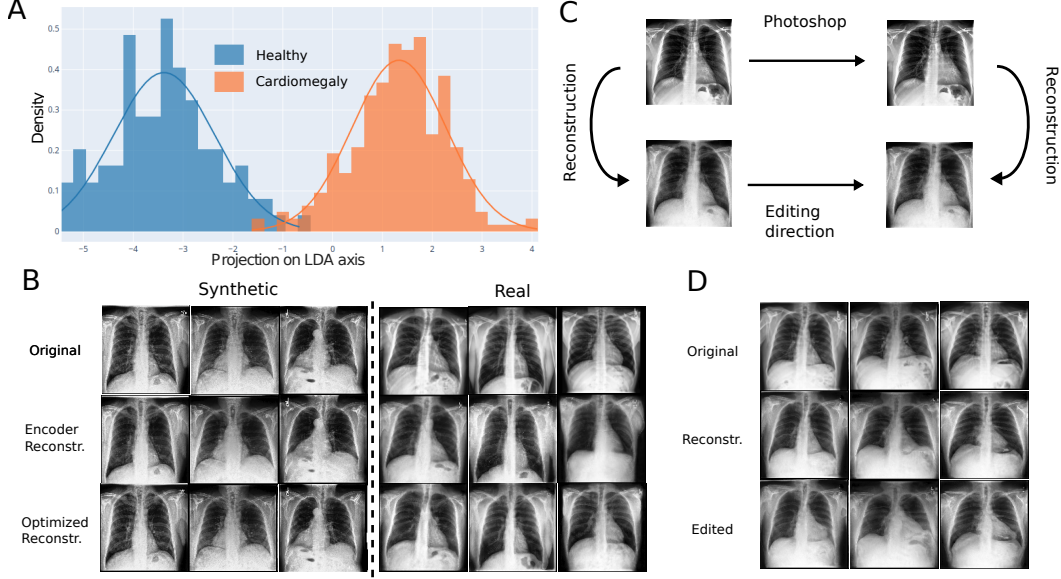 A
0.5
0.4
0.3
0.2
0.1
0
Density
Healthy
Cardiomegaly
−5
−4
−3
−2
−1
0
1
2
3
4
Projection on LDA axis
B
Synthetic
Real
Original
Encoder
Reconstr.
Optimized
Reconstr.
C
Photoshop
Reconstruction
Reconstruction
Editing
direction
D
Original
Reconstr.
Edited